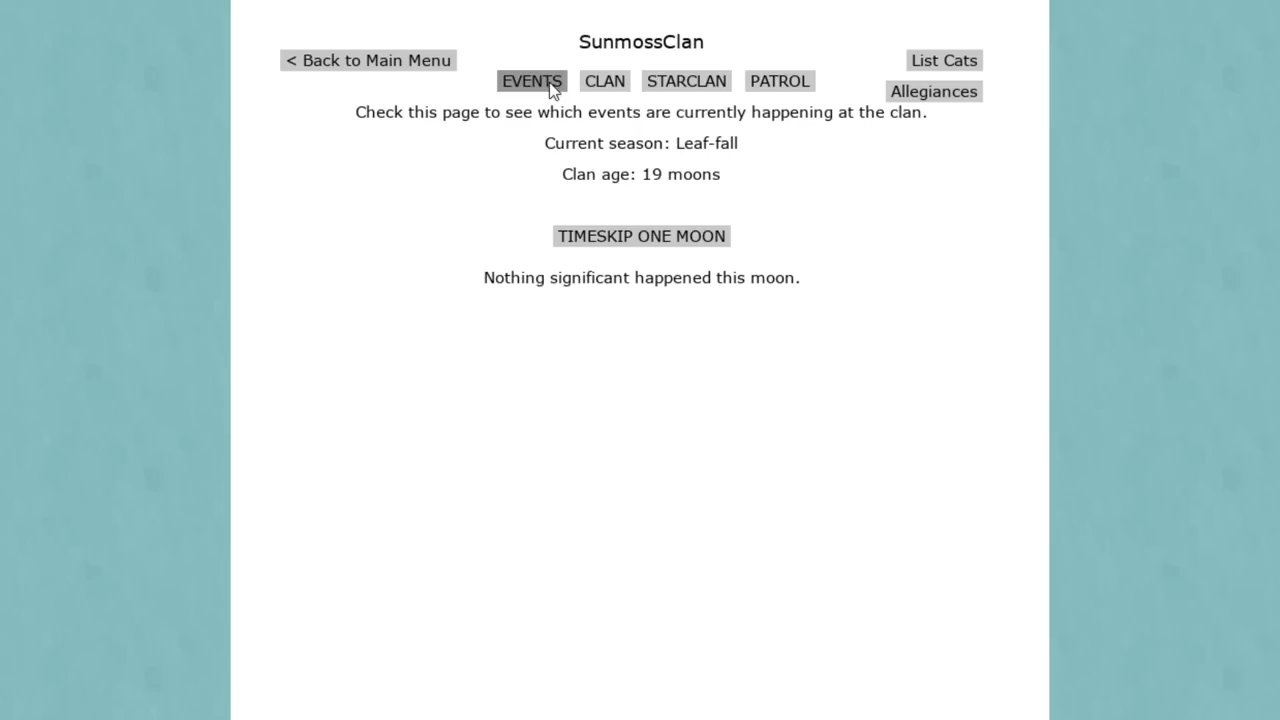 SunmossClan
< Back to Main Menu
List Cats
EVENTS CLAN STARCLAN PATROL
Allegiances
Check this page to see which events are currently happening at the clan.
Current season: Leaf-fall
Clan age: 19 moons
TIMESKIP ONE MOON
Nothing significant happened this moon.